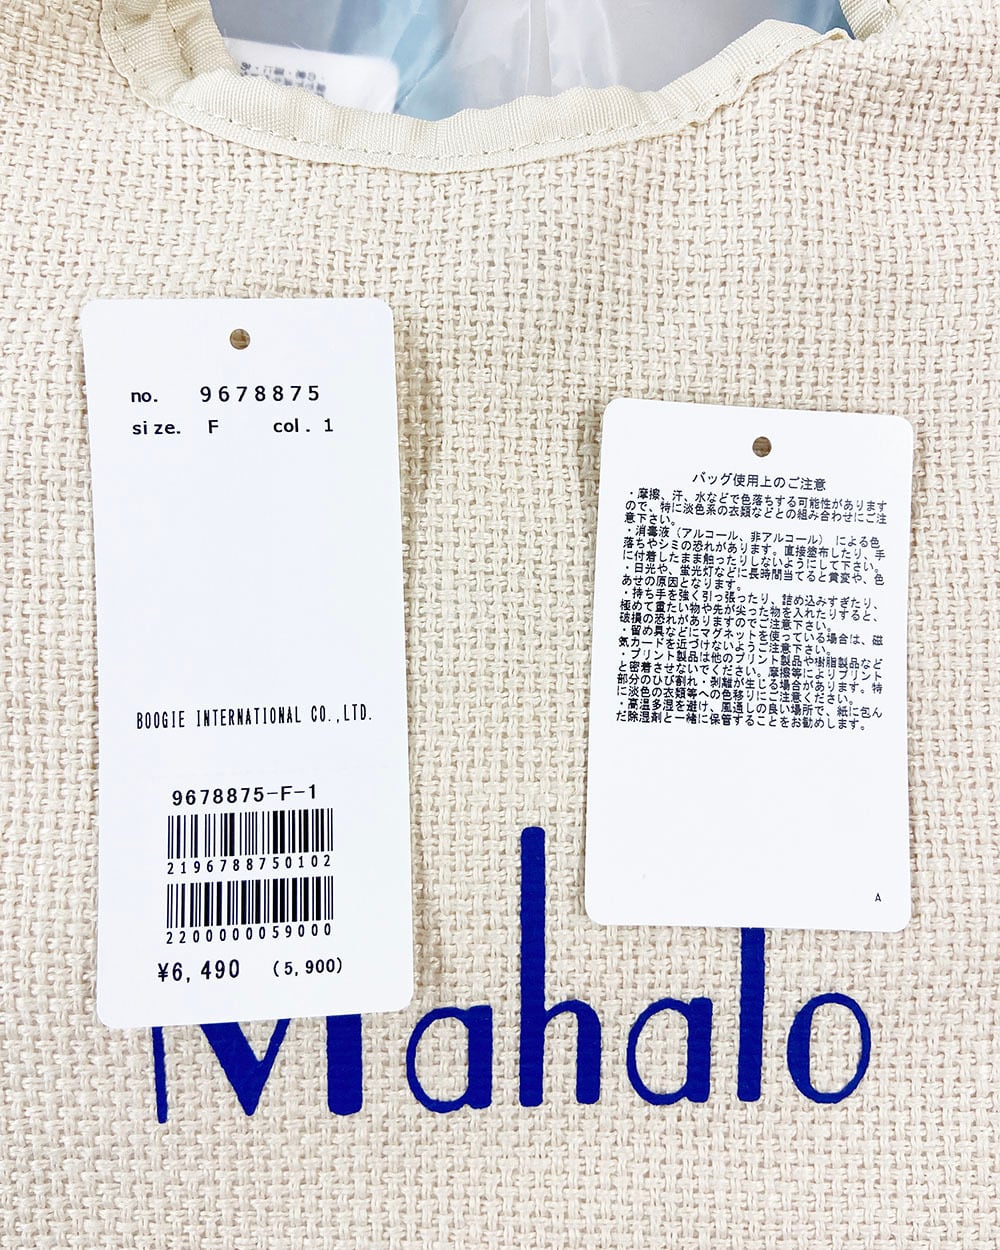 no. 9678875
size. F col. 1
BOOGIE INTERNATIONAL CO.,LTD.
9678875-F-1
2196788750102
2200000059000
¥6,490 (5,900)
バッグ使用上のご注意
・摩擦、汗、水などで色落ちする可能性があります
ので、特に淡色系の衣類などとの組み合わせにご注
意下さい。
・消毒液(アルコール、非アルコール) による色
落ちやシミの恐れがあります。直接塗布したり、手
に付着したまま触ったりしないようにして下さい。
・日光や、蛍光灯などに長時間当てると黄変や、色
あせの原因となります。
・持ち手を強く引っ張ったり、詰め込みすぎたり、
極めて重たい物や先が尖った物を入れたりすると、
破損の恐れがありますのでご注意下さい。
・留め具などにマグネットを使っている場合は、磁
気カードを近づけないようご注意下さい。
・プリント製品は他のプリント製品や樹脂製品など
と密着させないでください。摩擦等によりプリント
部分のひび割れ・剥離が生じる場合があります。特
に淡色の衣類等への色移りにご注意ください。
・高温多湿を避け、風通しの良い場所で、紙に包ん
だ除湿剤と一緒に保管することをお勧めします。
A
Mahalo